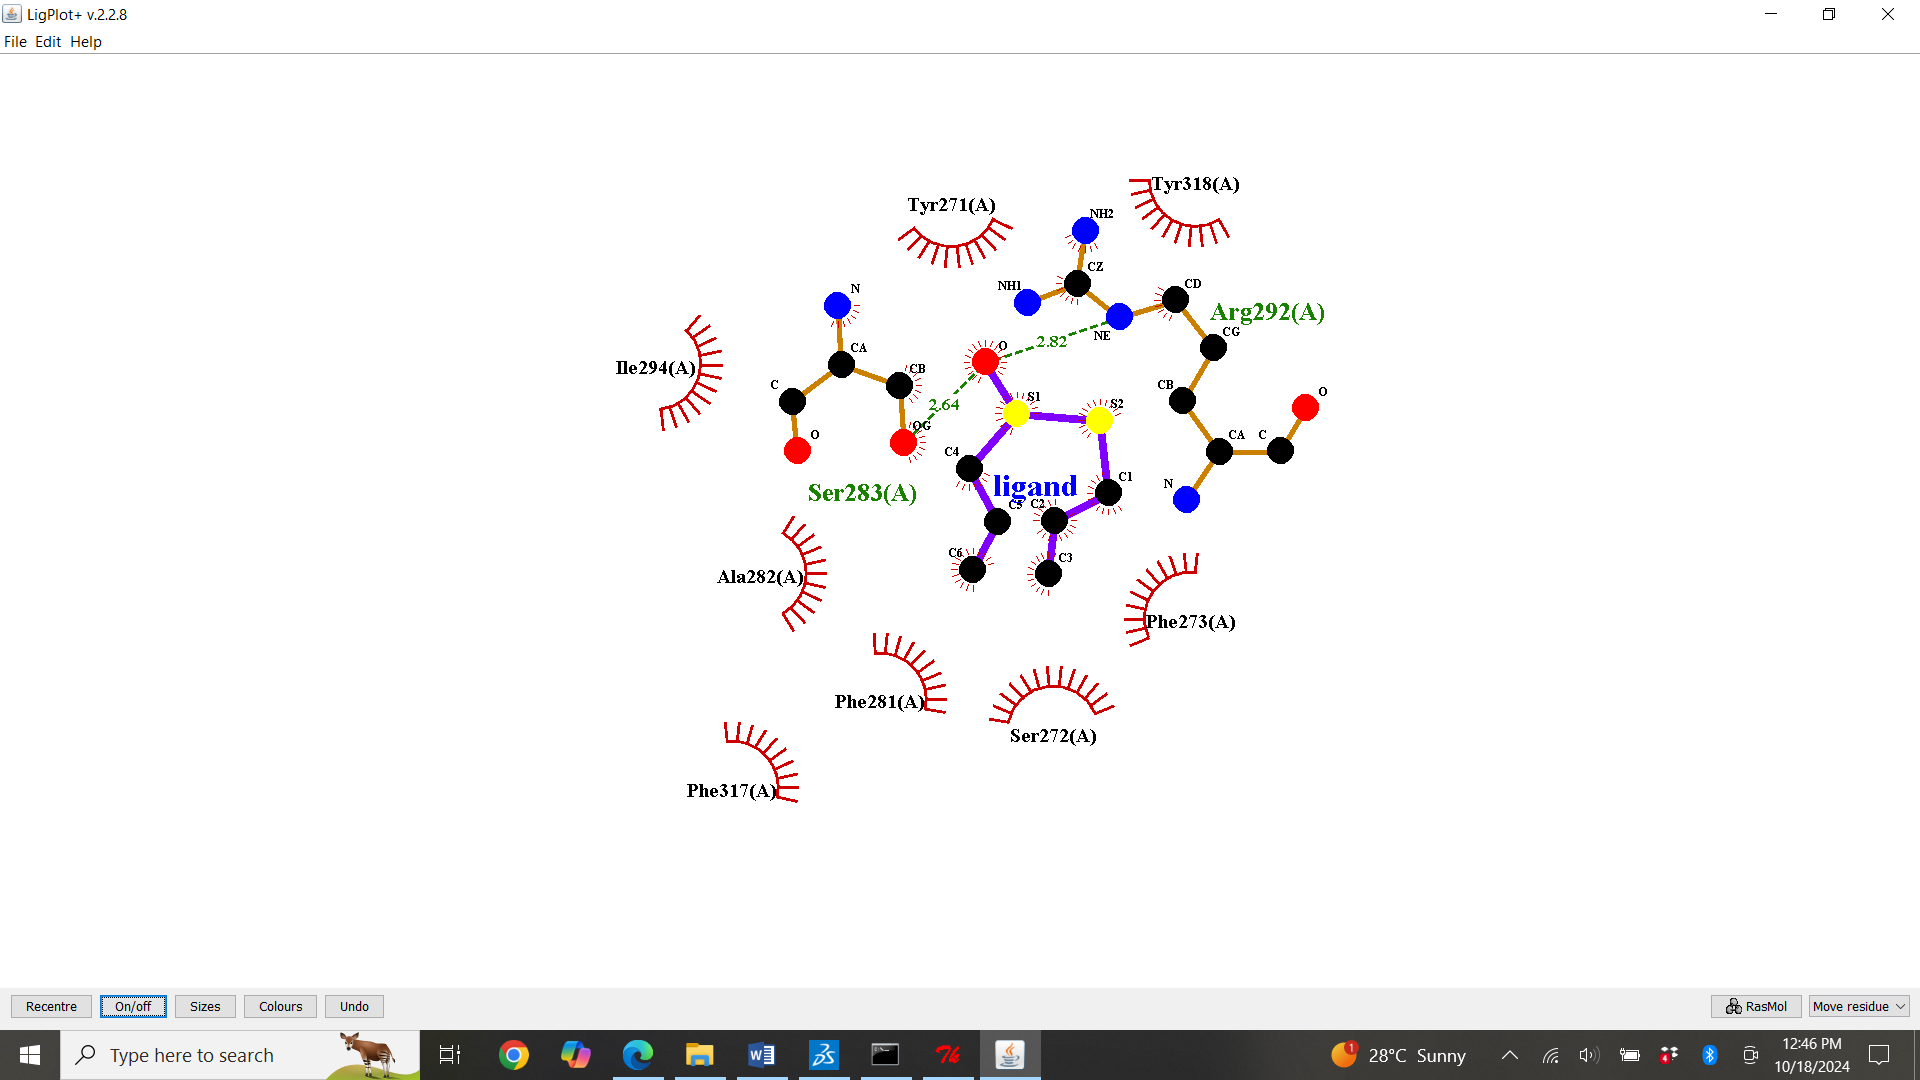 LigPlot+ v.2.2.8
File Edit Help
Tyr318(A)
Tyr271(A)
NH2
CZ
NH1
CD
N
Arg292(A)
CG
NE
2.82
O
CA
Ile294(A)
CB
C
CB
O
2.64
S1
S2
OG
O
CA
C
C4
C1
N
ligand
Ser283(A)
C5
C2
C6
C3
Ala282(A)
Phe273(A)
Phe281(A)
Ser272(A)
Phe317(A)
Recentre On/off Sizes Colours Undo RasMol Move residue
Type here to search
W
Tk
1
28°C Sunny
4
12:46 PM
10/18/2024